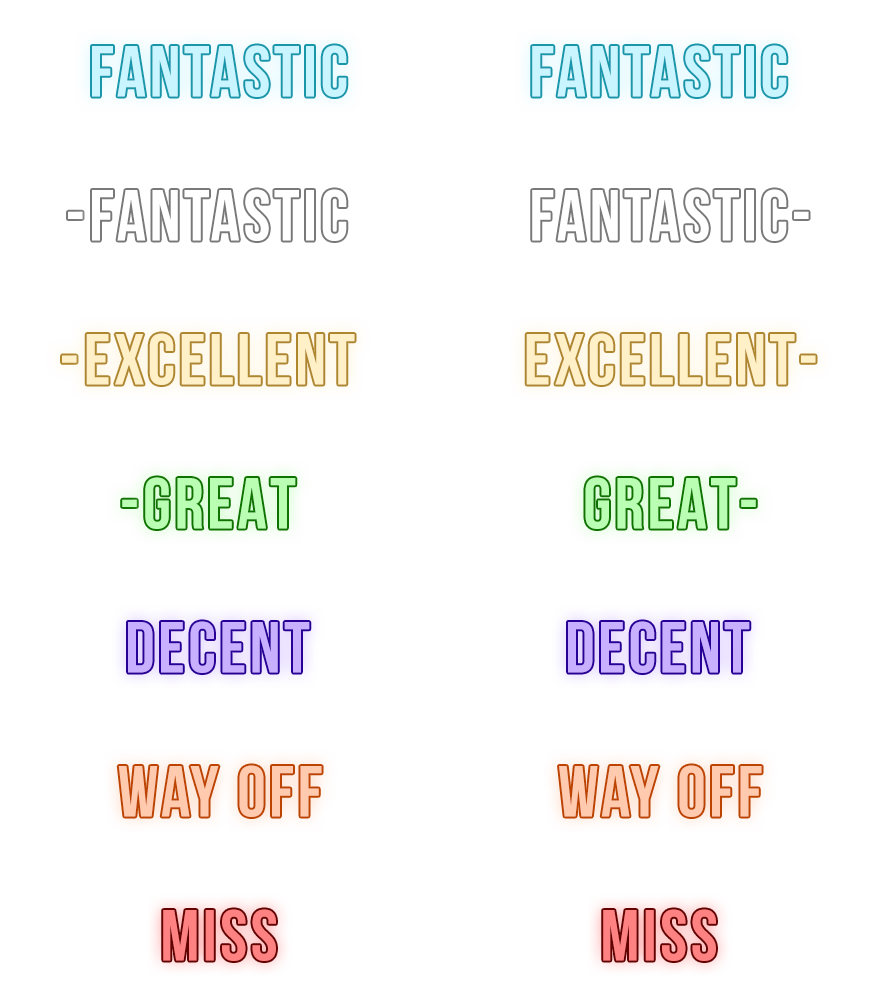 FANTASTIC FANTASTIC
-FANTASTIC FANTASTIC-
-EXCELLENT EXCELLENT-
-GREAT GREAT-
DECENT DECENT
WAY OFF WAY OFF
MISS MISS